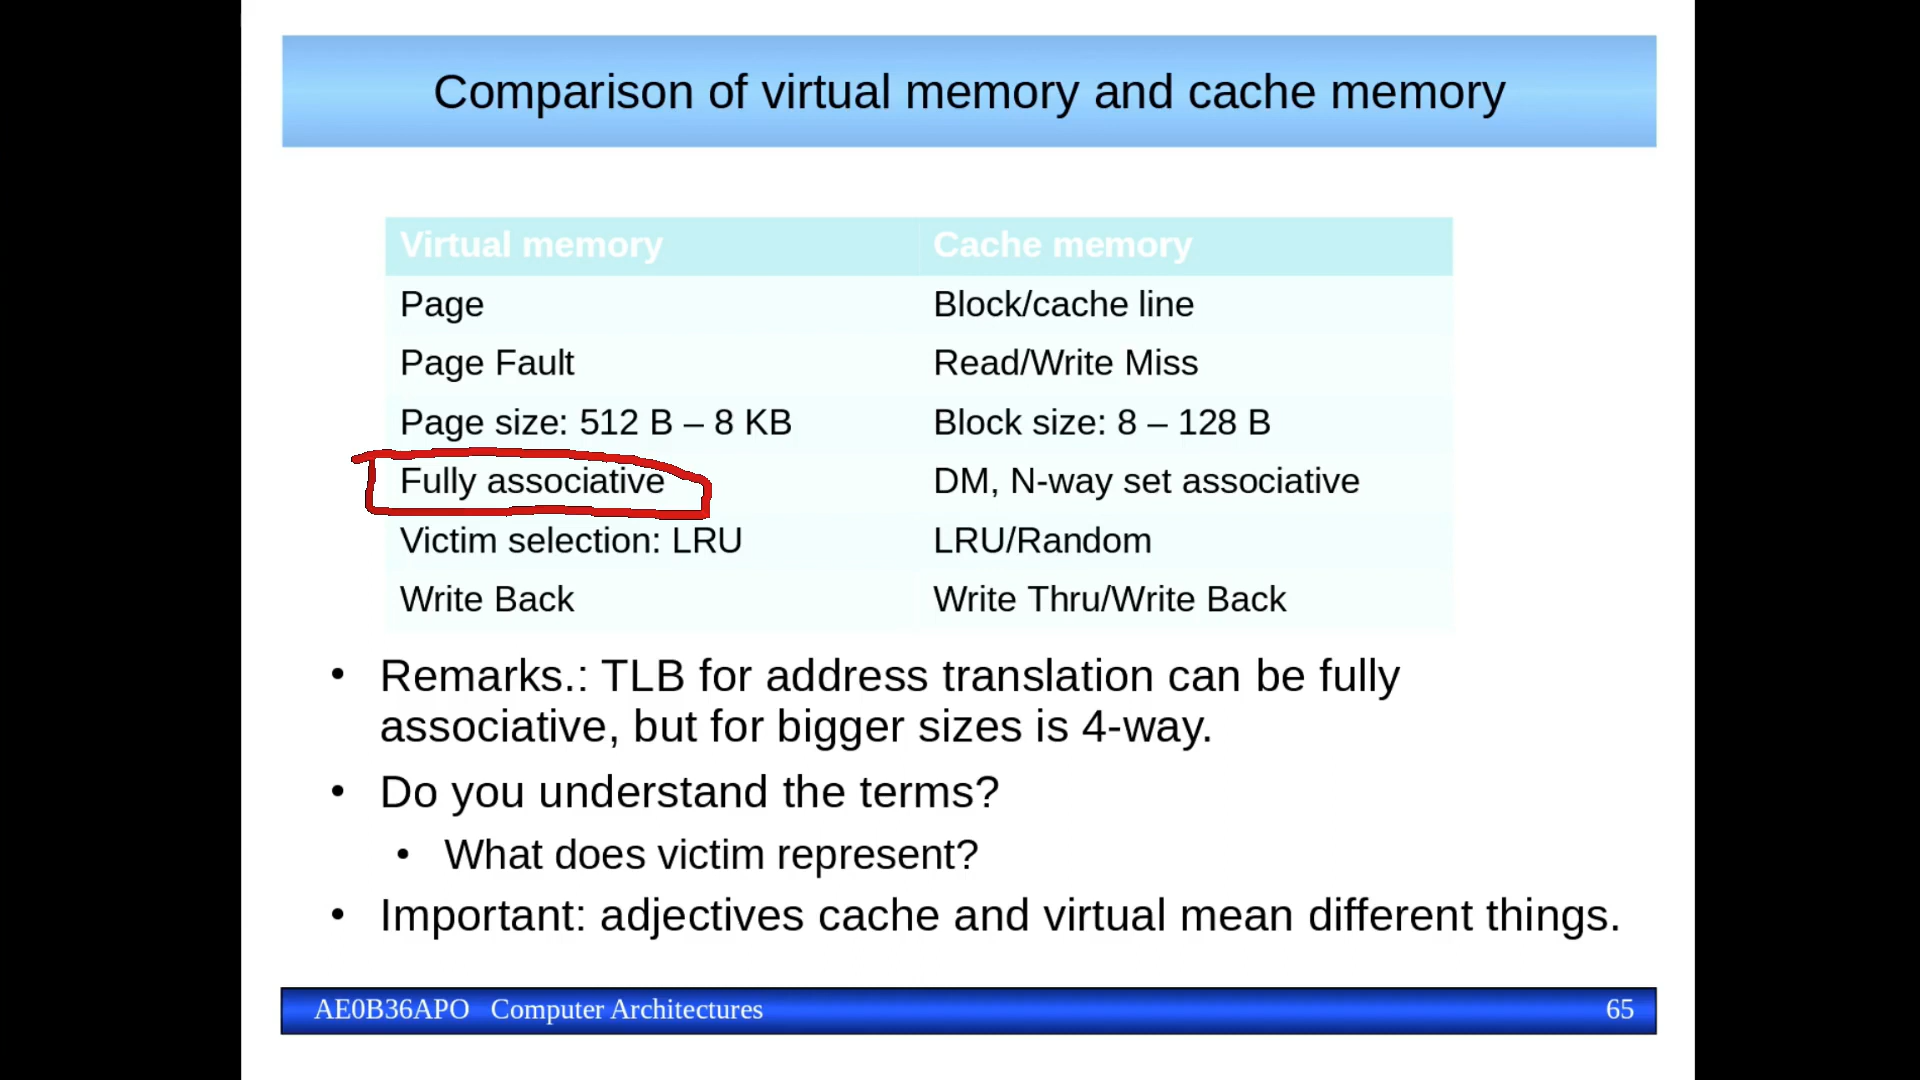 Comparison of virtual memory and cache memory
Virtual memory Cache memory
Page Block/cache line
Page Fault Read/Write Miss
Page size: 512 B – 8 KB Block size: 8 – 128 B
Fully associative DM, N-way set associative
Victim selection: LRU LRU/Random
Write Back Write Thru/Write Back
• Remarks.: TLB for address translation can be fully
associative, but for bigger sizes is 4-way.
• Do you understand the terms?
• What does victim represent?
• Important: adjectives cache and virtual mean different things.
AE0B36APO Computer Architectures 65